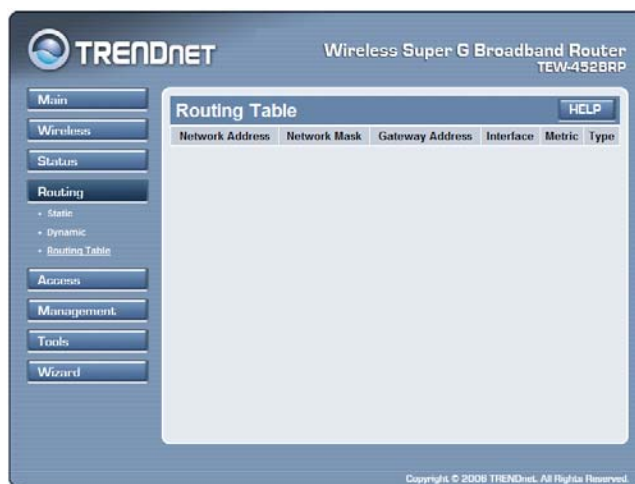 TRENDNET
Wireless Super G Broadband Router
TEW-452BRP
Main
Wireless
Status
Routing
Static
Dynamic
Routing Table
Access
Management
Tools
Wizard
Routing Table
HELP
Network Address Network Mask Gateway Address Interface Metric Type
Copyright © 2006 TRENDnet. All Rights Reserved.